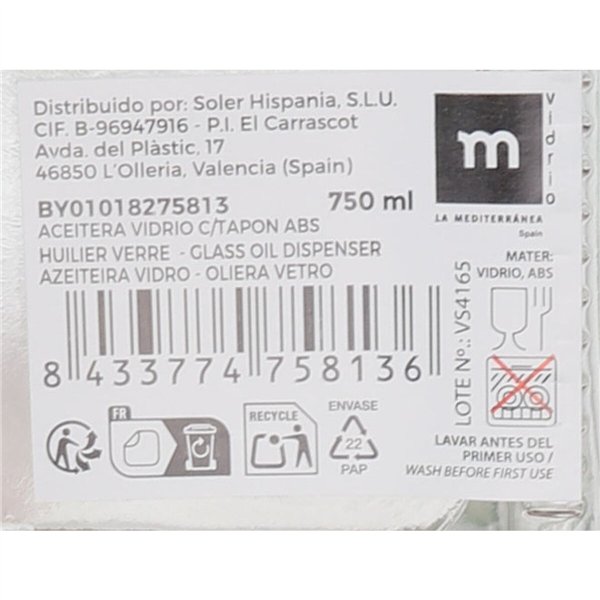 Distribuido por: Soler Hispania, S.L.U.
CIF. B-96947916 - P.I. El Carrascot
Avda. del Plàstic, 17
46850 L'Olleria, Valencia (Spain)
m
Vidrio
LA MEDITERRÁNEA
Spain
BY01018275813 750 ml
ACEITERA VIDRIO C/TAPON ABS
HUILIER VERRE - GLASS OIL DISPENSER
AZEITEIRA VIDRO - OLIERA VETRO
MATER:
VIDRIO, ABS
LOTE Nº.: VS4165
8 433774 758136
FR
RECYCLE
ENVASE
22
PAP
LAVAR ANTES DEL
PRIMER USO /
WASH BEFORE FIRST USE